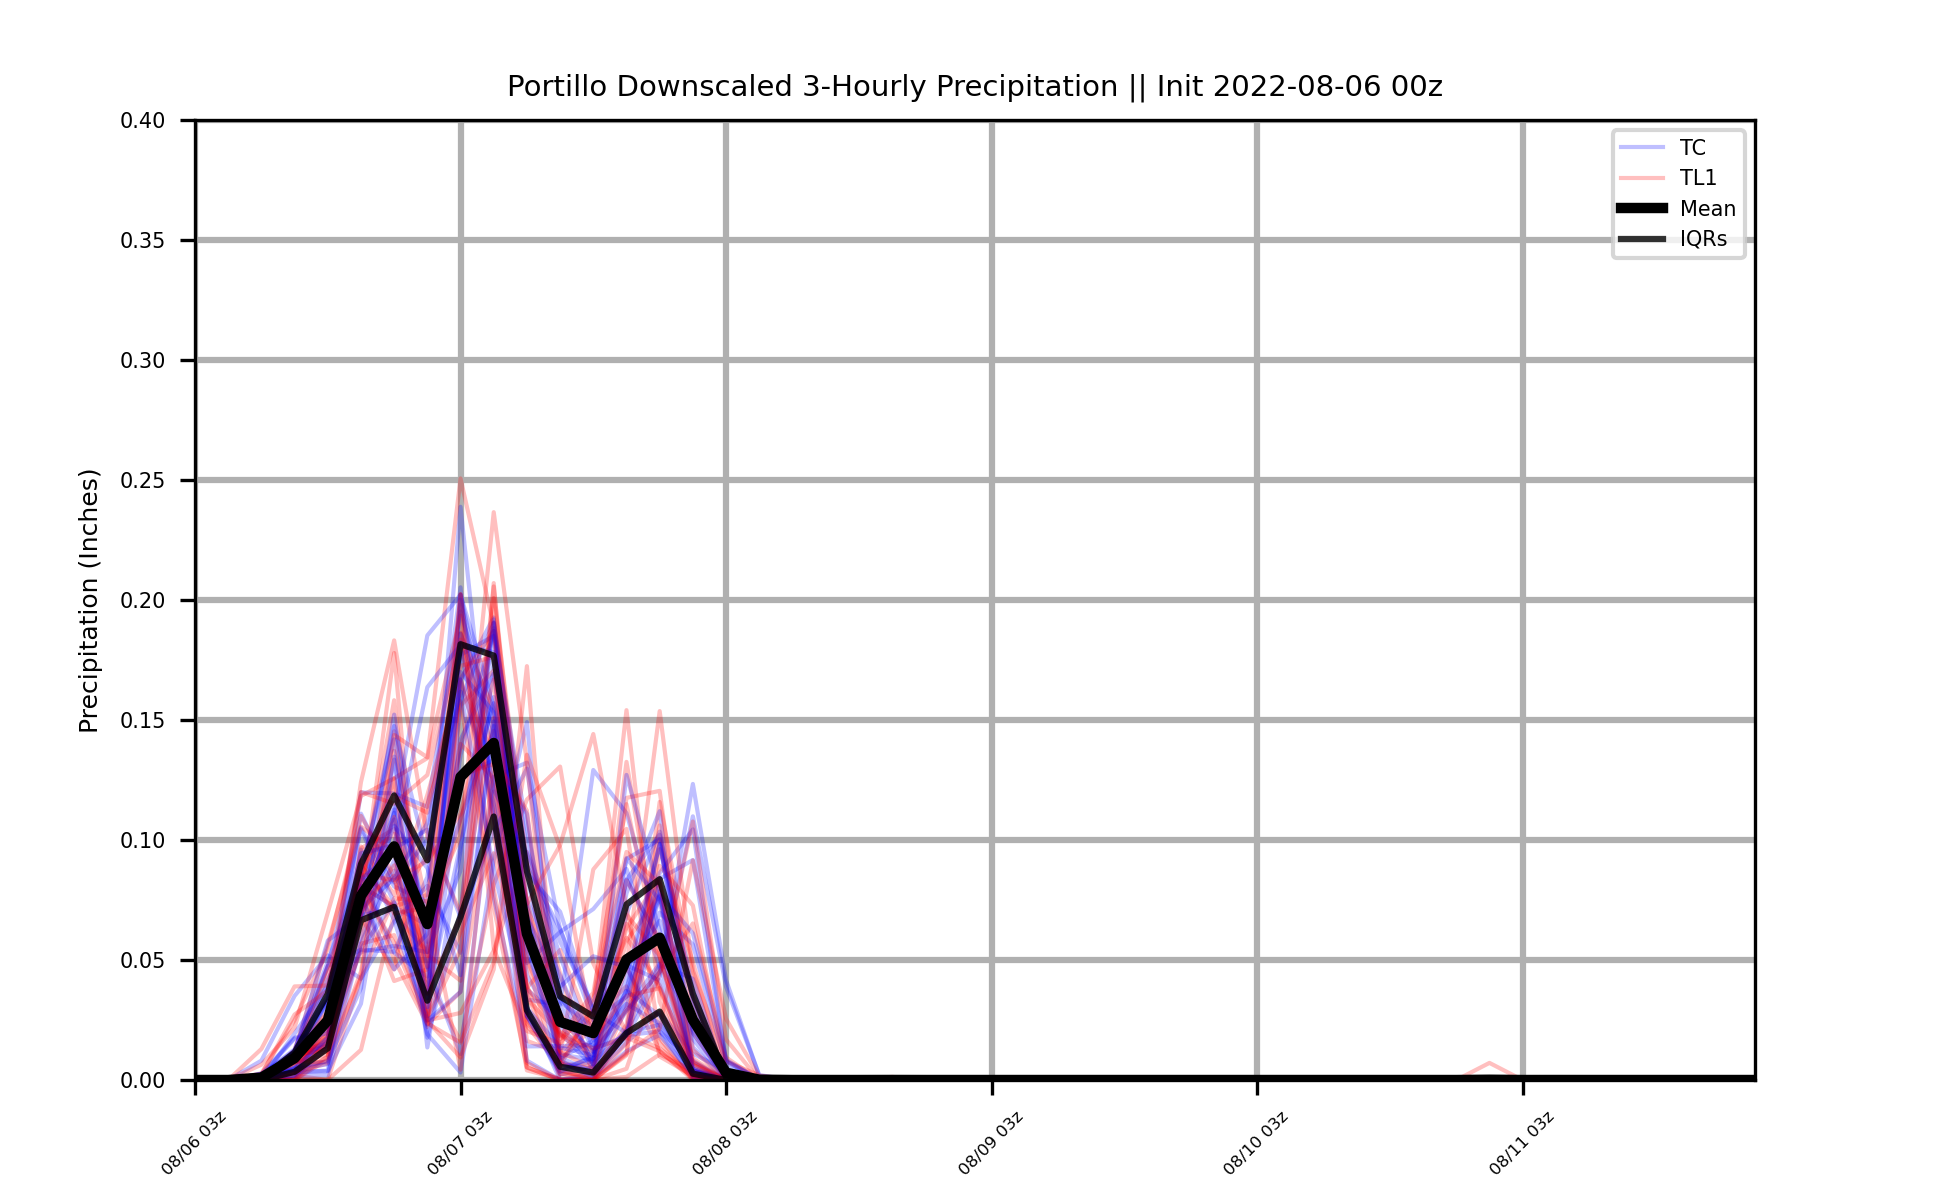 Portillo Downscaled 3-Hourly Precipitation || Init 2022-08-06 00z
0.40
0.35
0.30
0.25
0.20
0.15
0.10
0.05
0.00
Precipitation (Inches)
TC
TL1
Mean
IQRs
08/06 03z
08/07 03z
08/08 03z
08/09 03z
08/10 03z
08/11 03z